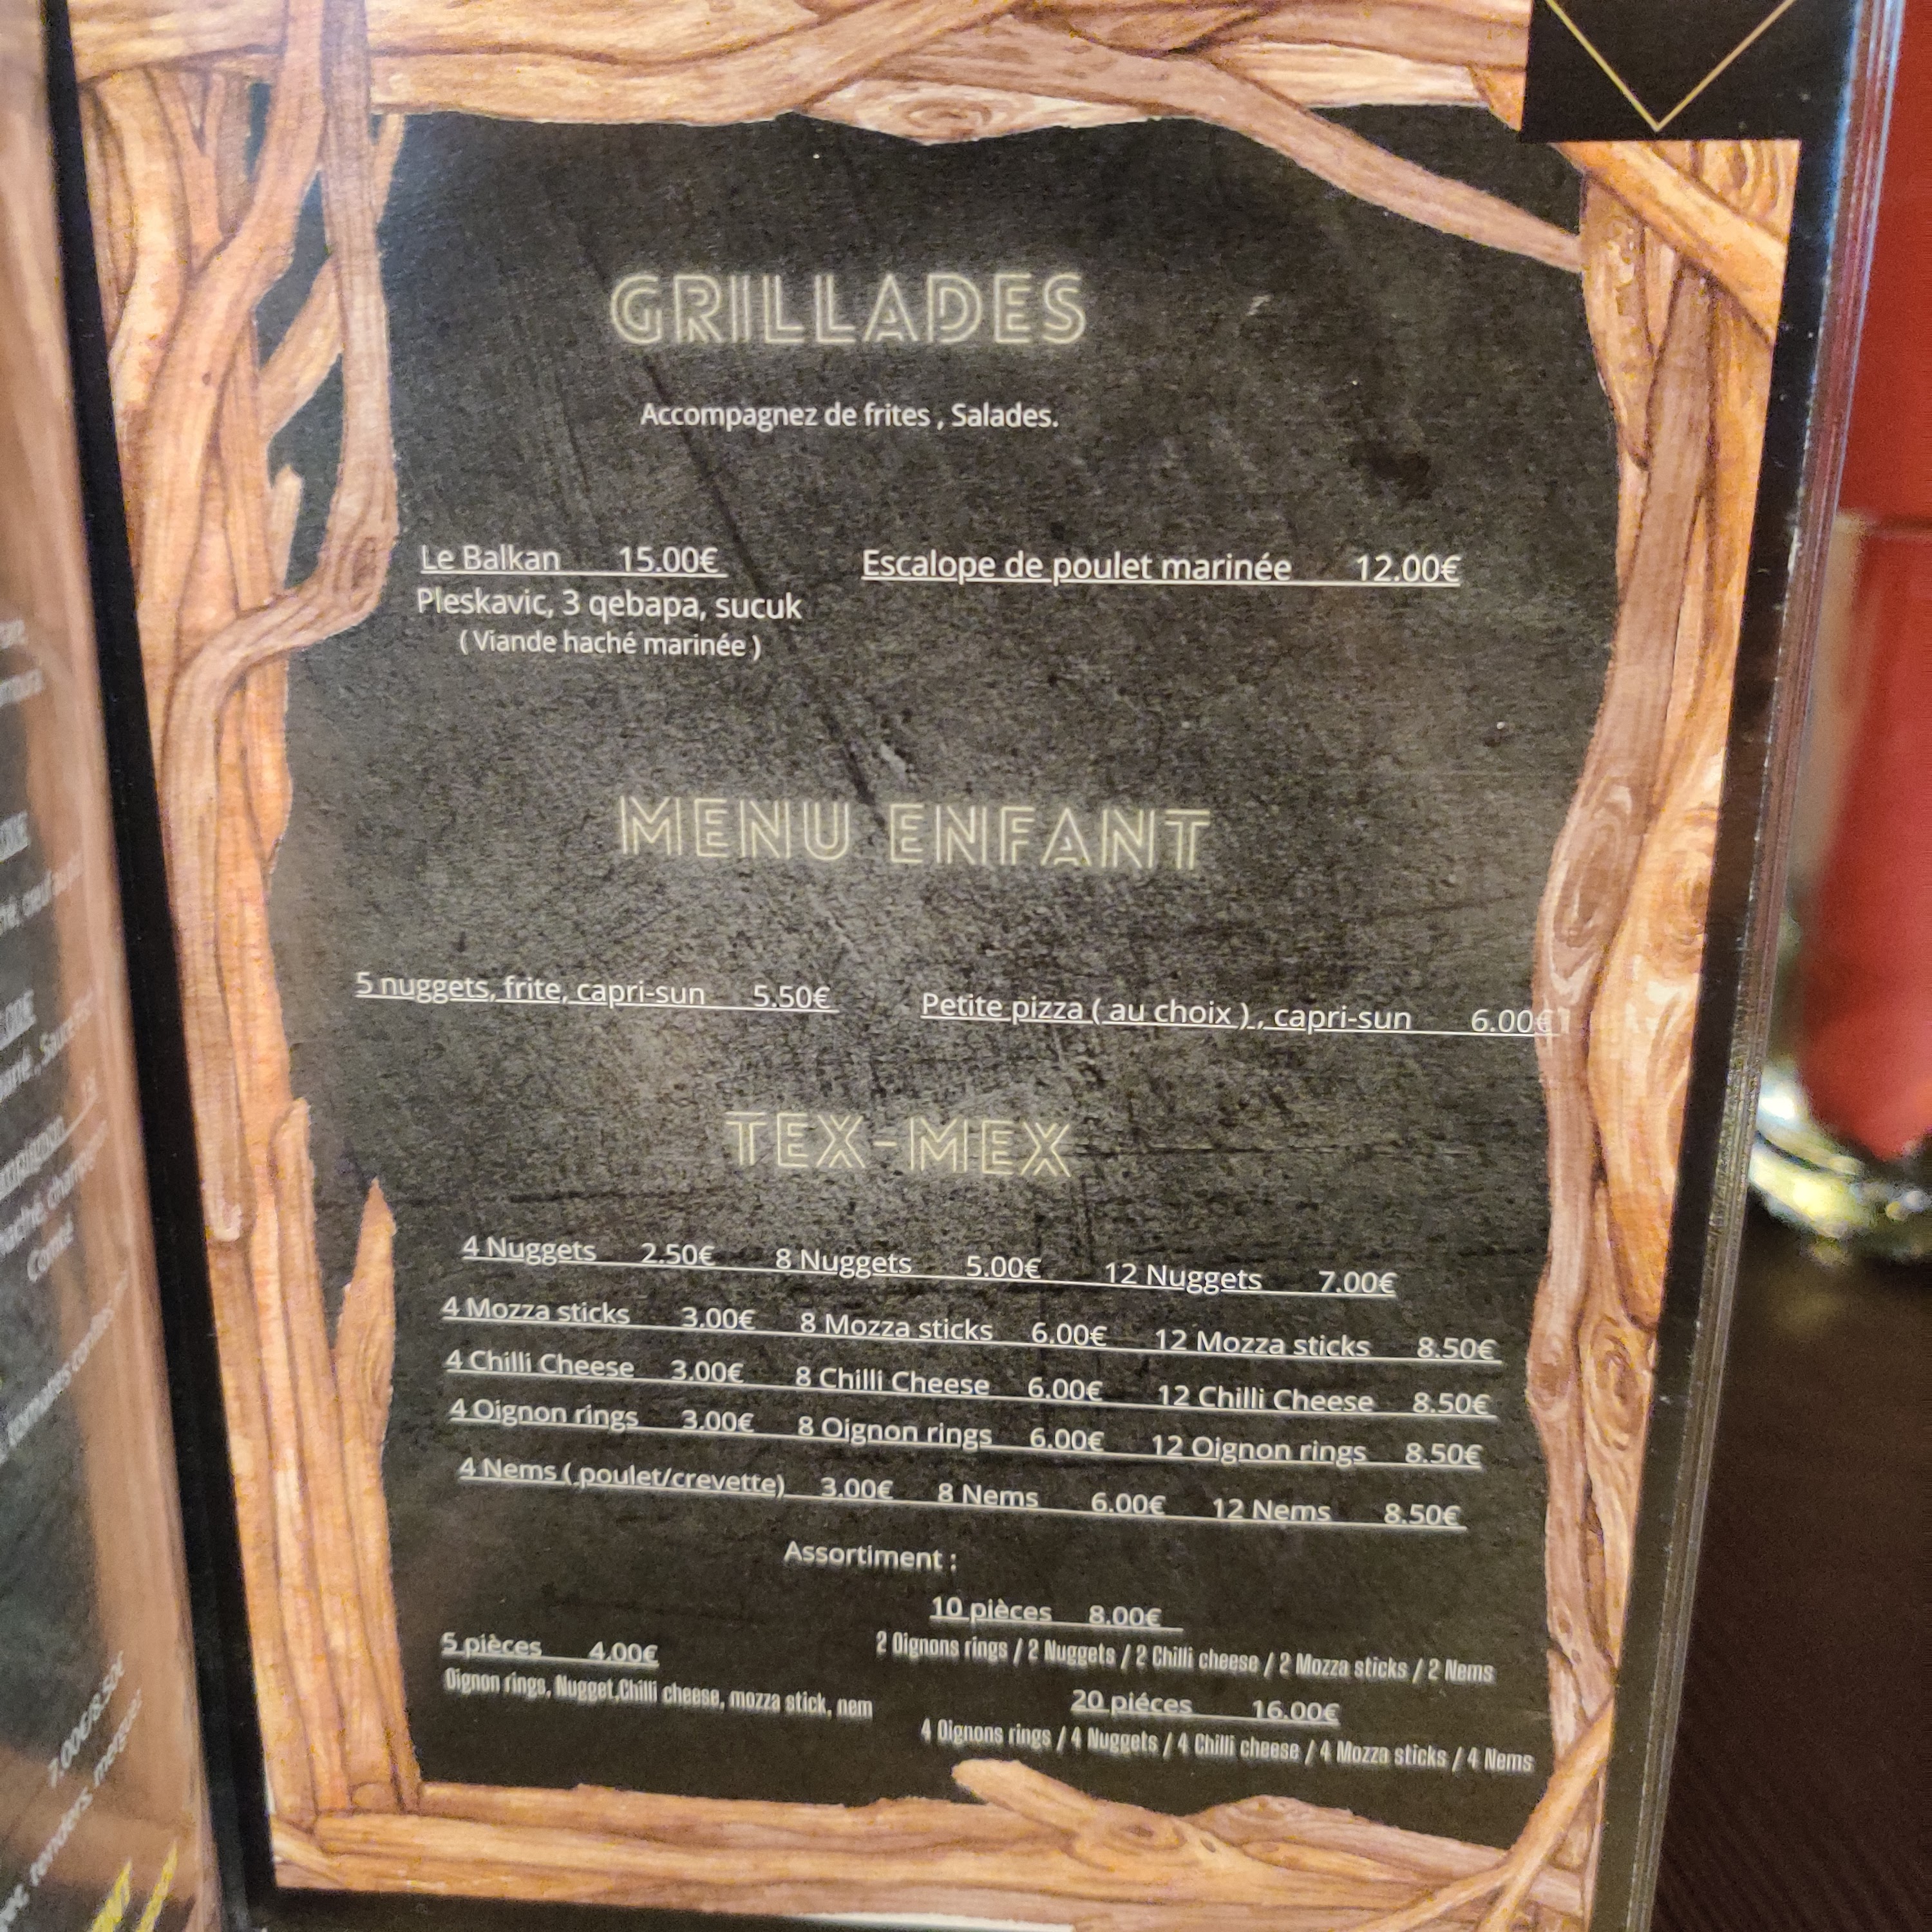 GRILLADES
Accompagnez de frites , Salades.
Le Balkan 15.00€
Pleskavic, 3 qebapa, sucuk
( Viande haché marinée )
Escalope de poulet marinée 12.00€
MENU ENFANT
5 nuggets, frite, capri-sun 5.50€
Petite pizza ( au choix ) , capri-sun 6.00€
TEX-MEX
4 Nuggets 2.50€ 8 Nuggets 5.00€ 12 Nuggets 7.00€
4 Mozza sticks 3.00€ 8 Mozza sticks 6.00€ 12 Mozza sticks 8.50€
4 Chilli Cheese 3.00€ 8 Chilli Cheese 6.00€ 12 Chilli Cheese 8.50€
4 Oignon rings 3.00€ 8 Oignon rings 6.00€ 12 Oignon rings 8.50€
4 Nems ( poulet/crevette) 3.00€ 8 Nems 6.00€ 12 Nems 8.50€
Assortiment :
5 pièces 4.00€
Oignon rings, Nugget,Chilli cheese, mozza stick, nem
10 pièces 8.00€
2 Oignons rings / 2 Nuggets / 2 Chilli cheese / 2 Mozza sticks / 2 Nems
20 piéces 16.00€
4 Oignons rings / 4 Nuggets / 4 Chilli cheese / 4 Mozza sticks / 4 Nems
7.00€/8.50€
tenders